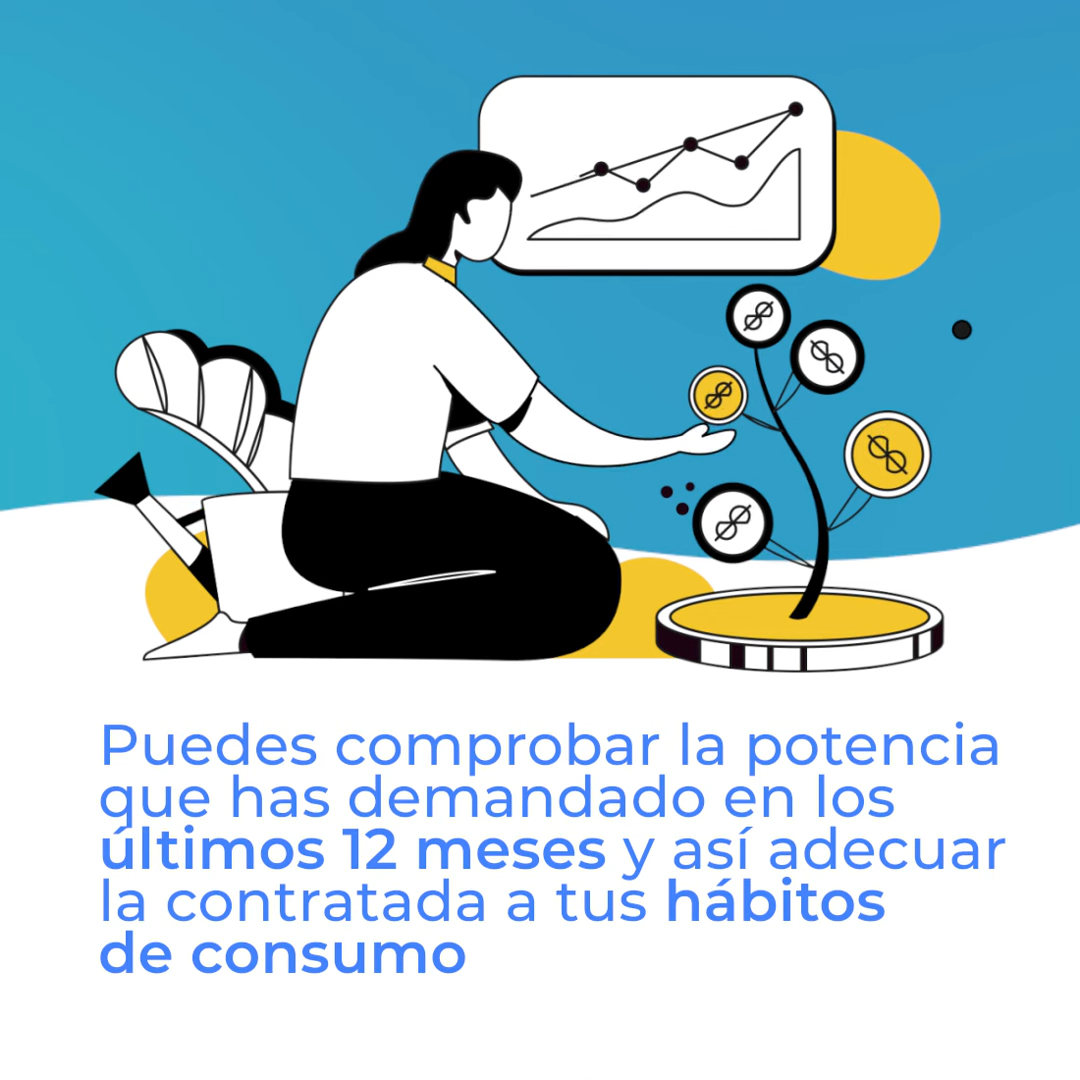 Puedes comprobar la potencia
que has demandado en los
últimos 12 meses y así adecuar
la contratada a tus hábitos
de consumo